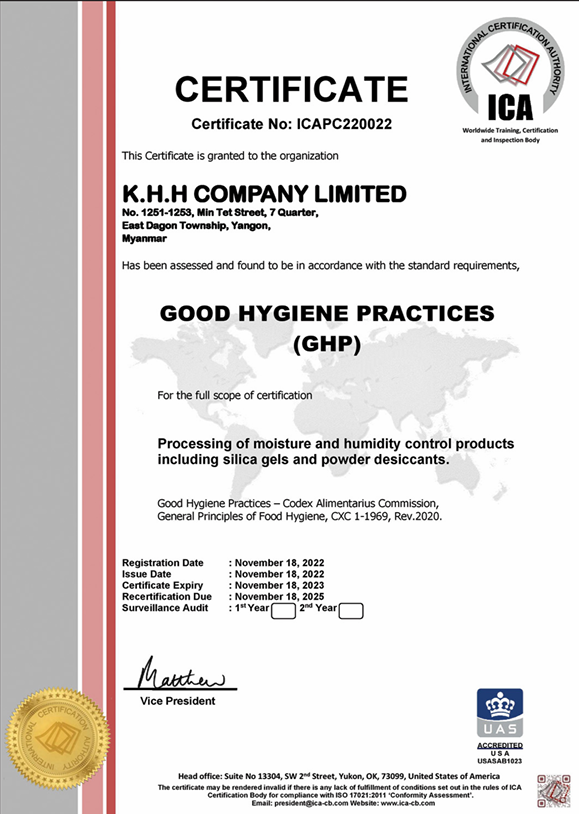 INTERNATIONAL CERTIFICATION AUTHORITY
ICA
Worldwide Training, Certification
and Inspection Body
CERTIFICATE
Certificate No: ICAPC220022
This Certificate is granted to the organization
K.H.H COMPANY LIMITED
No. 1251-1253, Min Tet Street, 7 Quarter,
East Dagon Township, Yangon,
Myanmar
Has been assessed and found to be in accordance with the standard requirements,
GOOD HYGIENE PRACTICES
(GHP)
For the full scope of certification
Processing of moisture and humidity control products
including silica gels and powder desiccants.
Good Hygiene Practices – Codex Alimentarius Commission,
General Principles of Food Hygiene, CXC 1-1969, Rev.2020.
Registration Date : November 18, 2022
Issue Date : November 18, 2022
Certificate Expiry : November 18, 2023
Recertification Due : November 18, 2025
Surveillance Audit : 1st Year 2nd Year
Matthew
Vice President
INTERNATIONAL CERTIFICATION AUTHORITY
UAS
ACCREDITED
U S A
USASAB1023
Head office: Suite No 13304, SW 2nd Street, Yukon, OK, 73099, United States of America
The certificate may be rendered invalid if there is any lack of fulfillment of conditions set out in the rules of ICA
Certification Body for compliance with ISO 17021:2011 ‘Conformity Assessment’.
Email: president@ica-cb.com Website: www.ica-cb.com